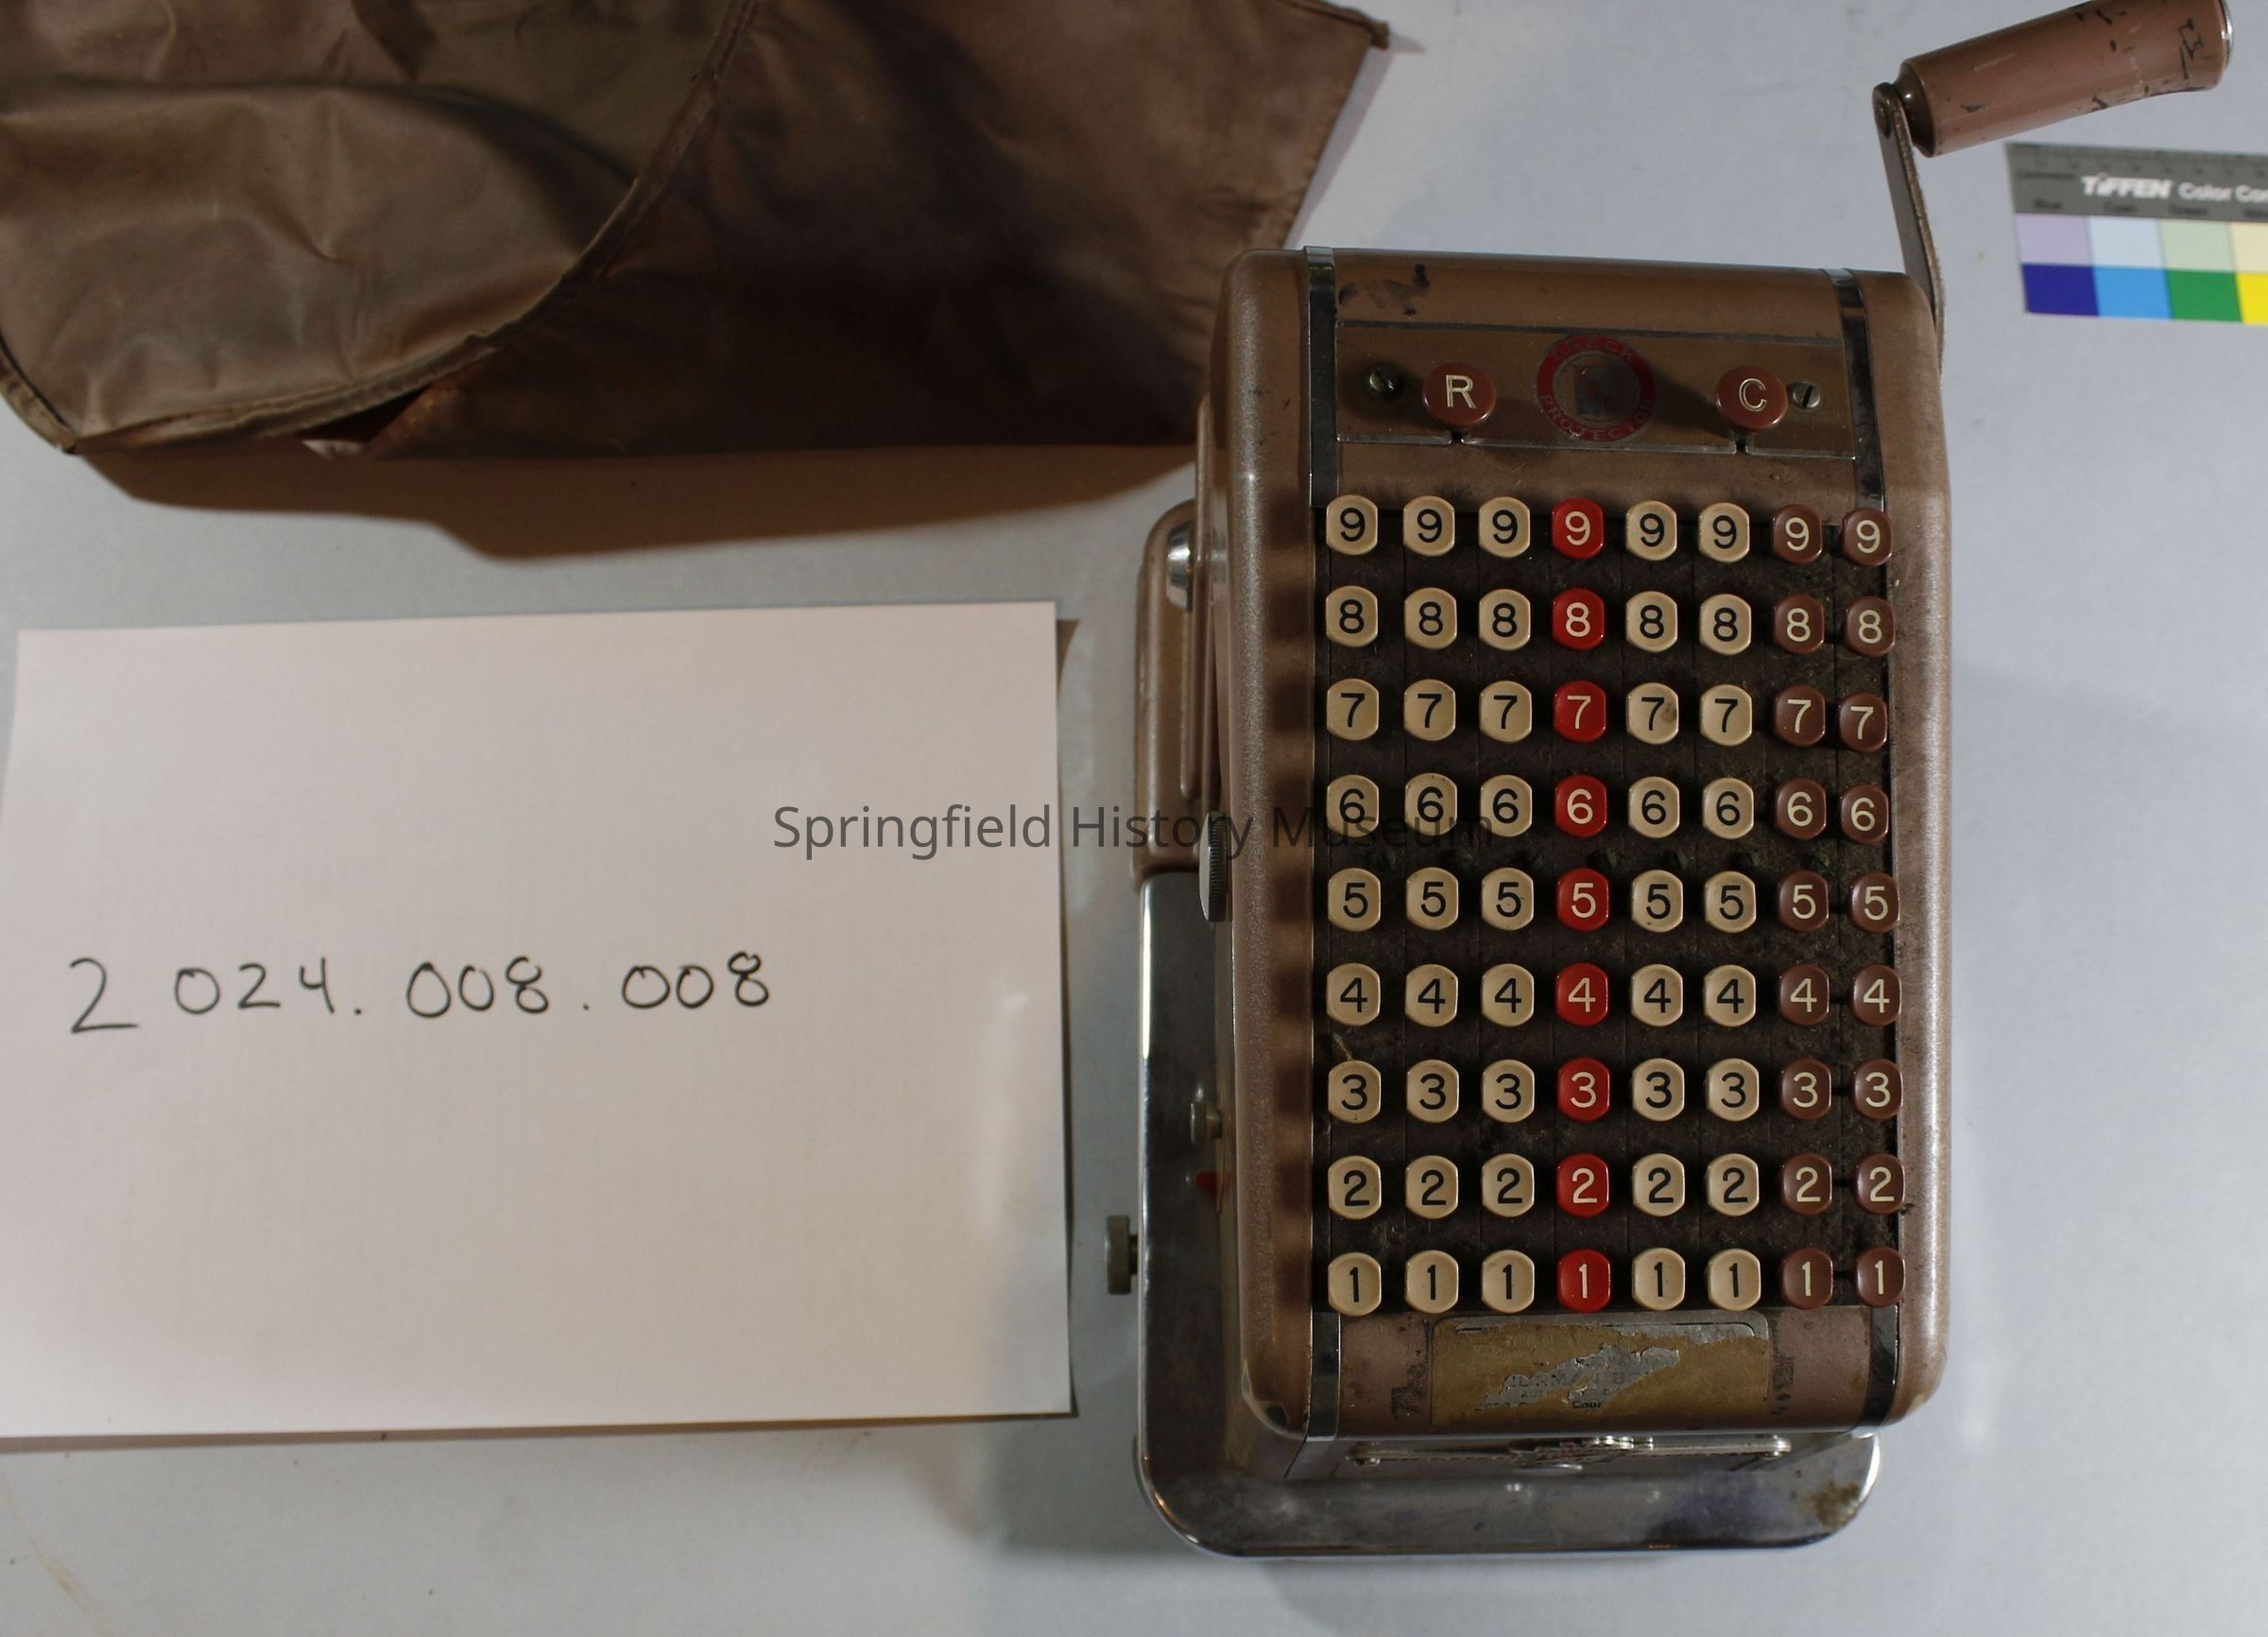 TIFFEN Color Con
R
CHECK
PROTECTOR
C
9 9 9 9 9 9 9 9
8 8 8 8 8 8 8 8
7 7 7 7 7 7 7 7
6 6 6 6 6 6 6 6
Springfield History Museum
5 5 5 5 5 5 5 5
2024.008.008
4 4 4 4 4 4 4 4
3 3 3 3 3 3 3 3
2 2 2 2 2 2 2 2
1 1 1 1 1 1 1 1